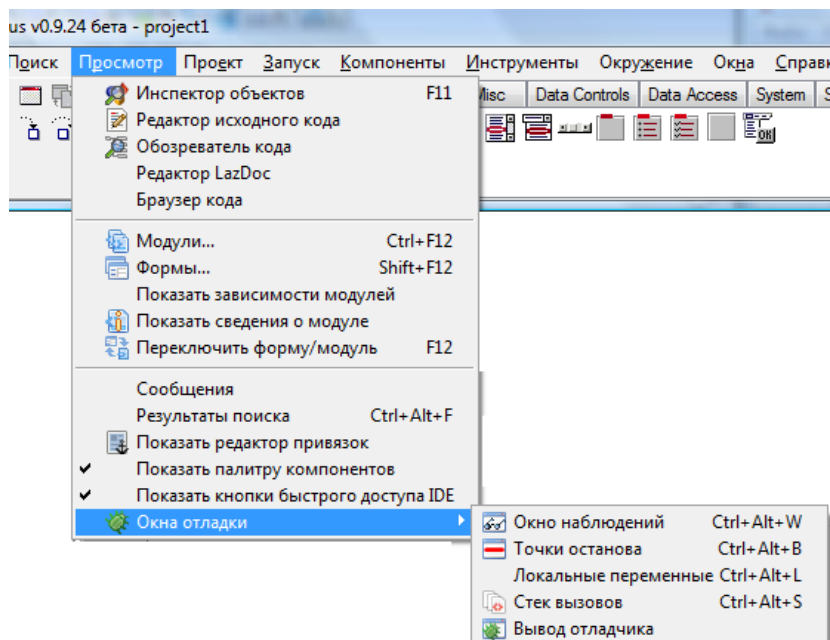 us v0.9.24 бета - project1
Поиск Просмотр Проект Запуск Компоненты Инструменты Окружение Окна Справк
Misc Data Controls Data Access System S
Инспектор объектов F11
Редактор исходного кода
Обозреватель кода
OK
Редактор LazDoc
Браузер кода
Модули... Ctrl+F12
Формы... Shift+F12
Показать зависимости модулей
Показать сведения о модуле
Переключить форму/модуль F12
Сообщения
Результаты поиска Ctrl+Alt+F
Показать редактор привязок
Показать палитру компонентов
Показать кнопки быстрого доступа IDE
Окна отладки
Окно наблюдений Ctrl+Alt+W
Точки останова Ctrl+Alt+B
Локальные переменные Ctrl+Alt+L
Стек вызовов Ctrl+Alt+S
Вывод отладчика